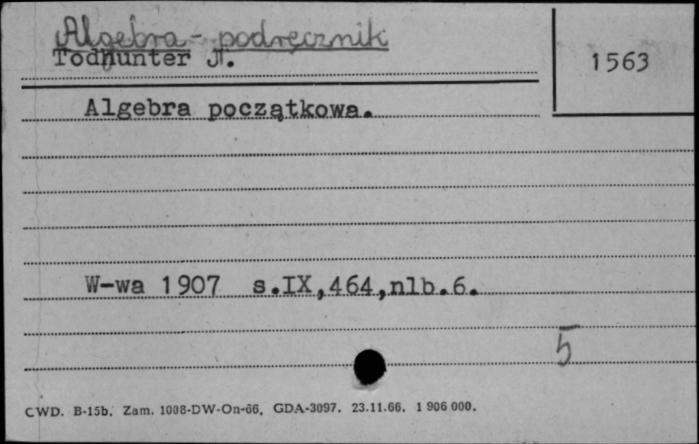 Algebra - podręcznik
Todhunter J.
1563
Algebra początkowa.
W-wa 1907 s.IX,464,nlb.6.
5
CWD. B-15b. Zam. 1008-DW-On-66. GDA-3097. 23.11.66. 1 906 000.